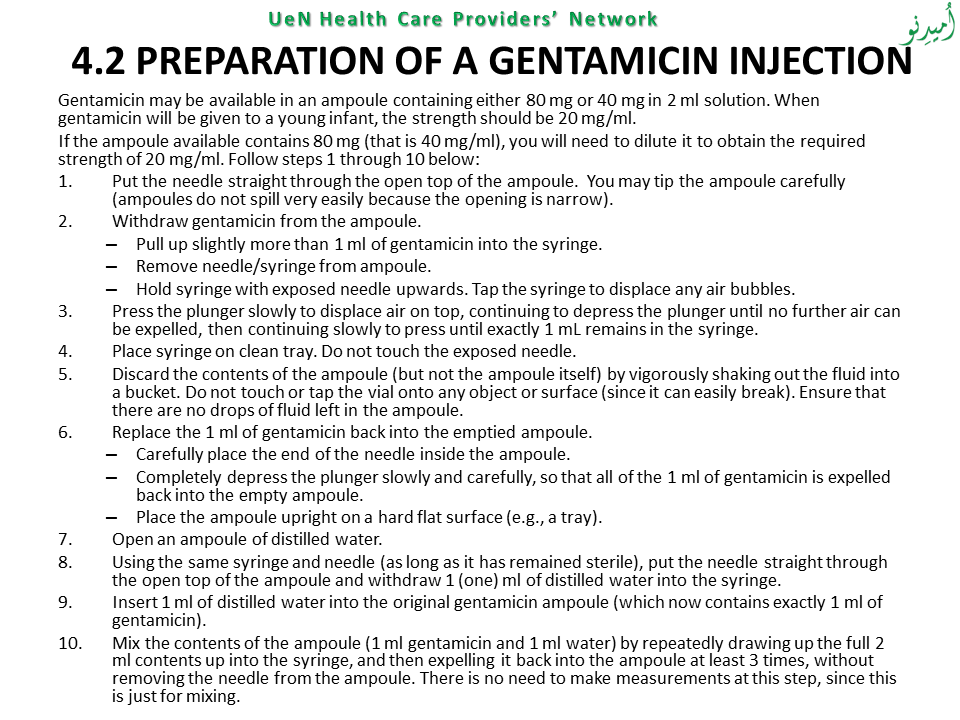 UeN Health Care Providers' Network
اُمیدِنو
4.2 PREPARATION OF A GENTAMICIN INJECTION
Gentamicin may be available in an ampoule containing either 80 mg or 40 mg in 2 ml solution. When
gentamicin will be given to a young infant, the strength should be 20 mg/ml.
If the ampoule available contains 80 mg (that is 40 mg/ml), you will need to dilute it to obtain the required
strength of 20 mg/ml. Follow steps 1 through 10 below:
1. Put the needle straight through the open top of the ampoule. You may tip the ampoule carefully
(ampoules do not spill very easily because the opening is narrow).
2. Withdraw gentamicin from the ampoule.
– Pull up slightly more than 1 ml of gentamicin into the syringe.
– Remove needle/syringe from ampoule.
– Hold syringe with exposed needle upwards. Tap the syringe to displace any air bubbles.
3. Press the plunger slowly to displace air on top, continuing to depress the plunger until no further air can
be expelled, then continuing slowly to press until exactly 1 mL remains in the syringe.
4. Place syringe on clean tray. Do not touch the exposed needle.
5. Discard the contents of the ampoule (but not the ampoule itself) by vigorously shaking out the fluid into
a bucket. Do not touch or tap the vial onto any object or surface (since it can easily break). Ensure that
there are no drops of fluid left in the ampoule.
6. Replace the 1 ml of gentamicin back into the emptied ampoule.
– Carefully place the end of the needle inside the ampoule.
– Completely depress the plunger slowly and carefully, so that all of the 1 ml of gentamicin is expelled
back into the empty ampoule.
– Place the ampoule upright on a hard flat surface (e.g., a tray).
7. Open an ampoule of distilled water.
8. Using the same syringe and needle (as long as it has remained sterile), put the needle straight through
the open top of the ampoule and withdraw 1 (one) ml of distilled water into the syringe.
9. Insert 1 ml of distilled water into the original gentamicin ampoule (which now contains exactly 1 ml of
gentamicin).
10. Mix the contents of the ampoule (1 ml gentamicin and 1 ml water) by repeatedly drawing up the full 2
ml contents up into the syringe, and then expelling it back into the ampoule at least 3 times, without
removing the needle from the ampoule. There is no need to make measurements at this step, since this
is just for mixing.